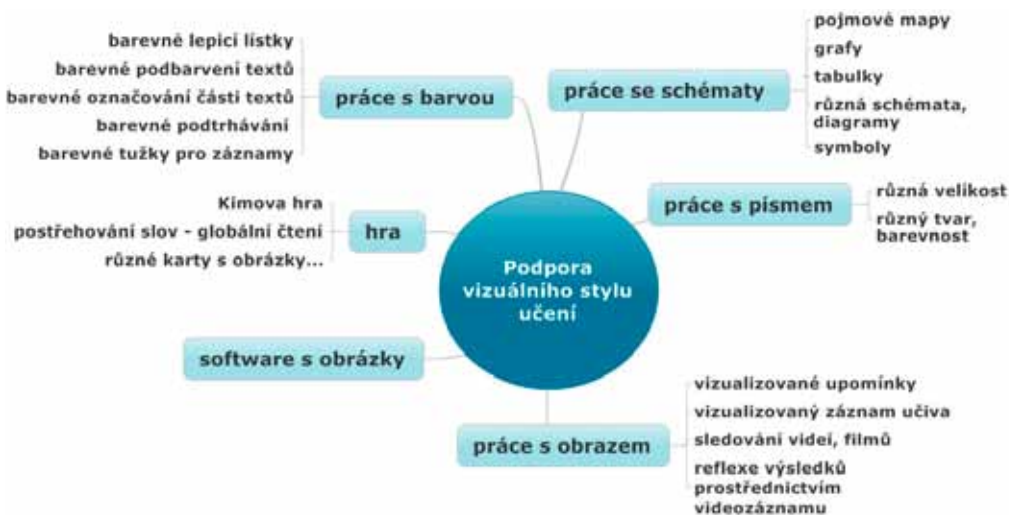 barevné lepicí lístky
barevné podbarvení textů
barevné označování části textů
barevné podtrhávání
barevné tužky pro záznamy
práce s barvou
práce se schématy
pojmové mapy
grafy
tabulky
různá schémata,
diagramy
symboly
práce s písmem
různá velikost
různý tvar,
barevnost
Kimova hra
postřehování slov - globální čtení
různé karty s obrázky...
hra
Podpora
vizuálního stylu
učení
software s obrázky
práce s obrazem
vizualizované upomínky
vizualizovaný záznam učiva
sledování videí, filmů
reflexe výsledků
prostřednictvím
videozáznamu